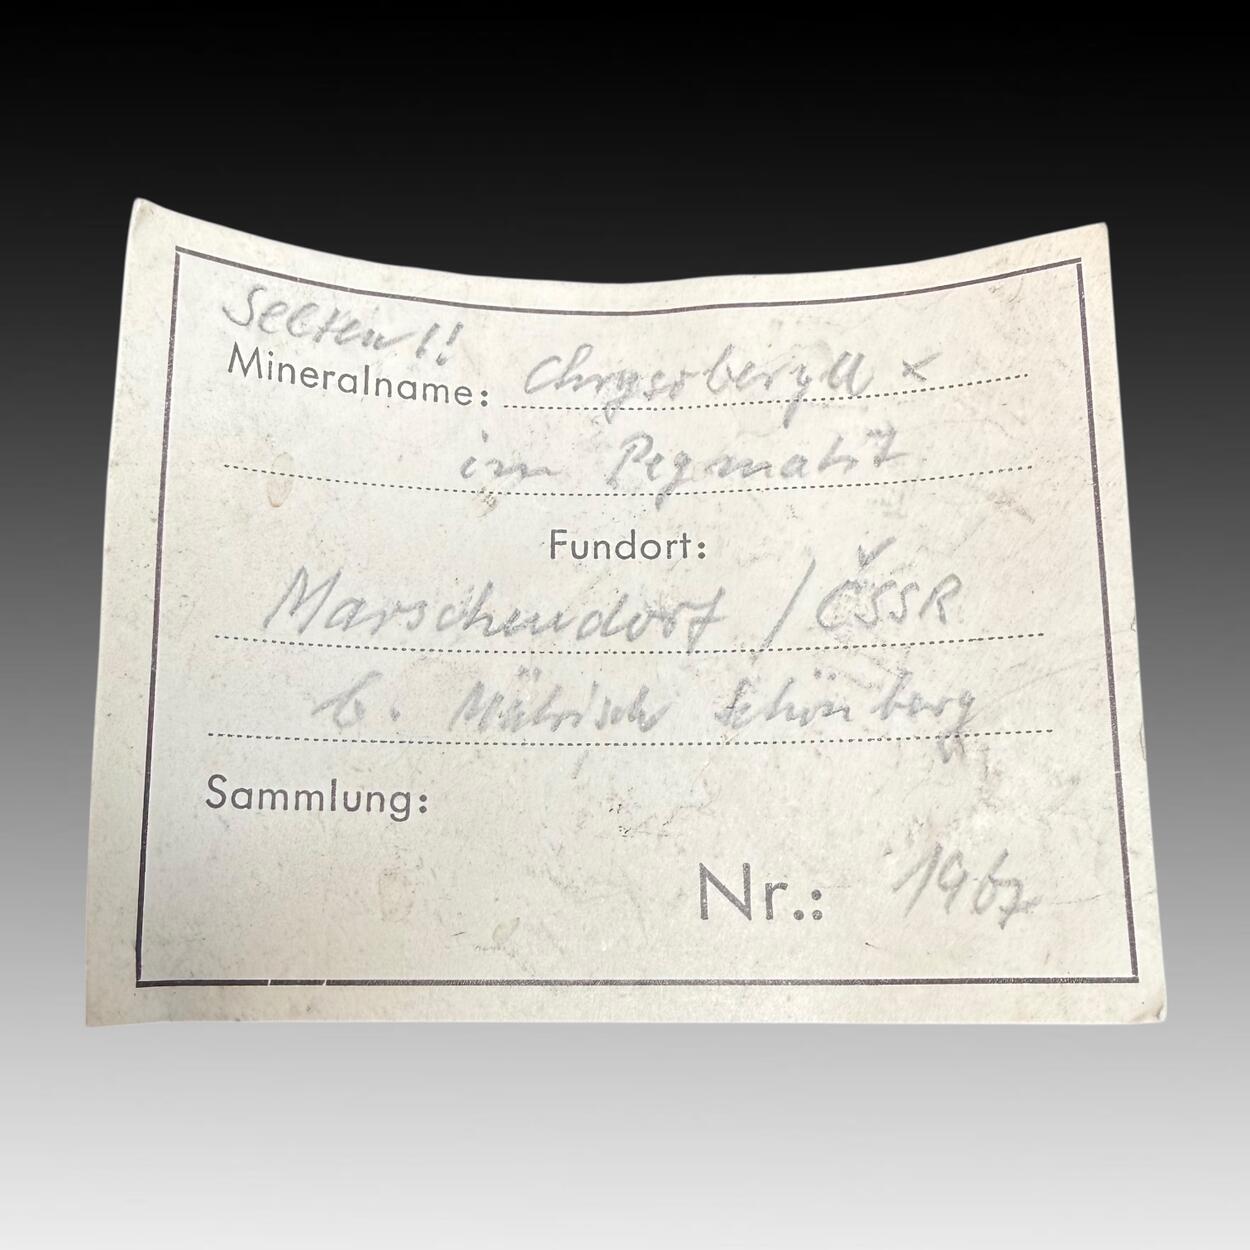 Selten!!
Mineralname: Chrysoberyll x
im Pegmatit
Fundort:
Marschendorf / ČSSR
b. Mährisch Schönberg
Sammlung:
Nr.: 1967